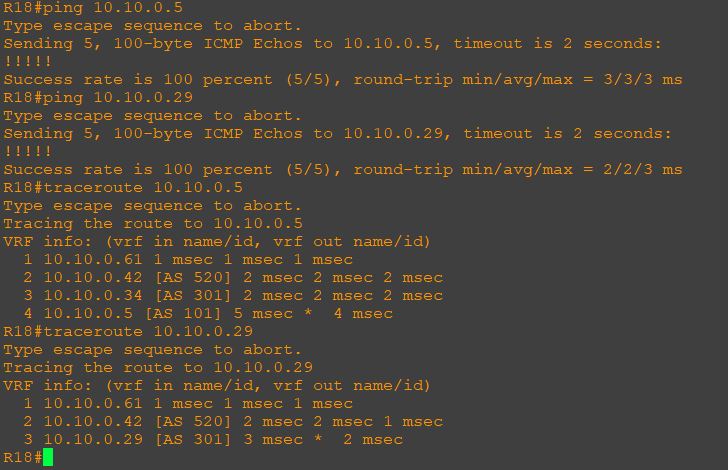 R18#ping 10.10.0.5
Type escape sequence to abort.
Sending 5, 100-byte ICMP Echos to 10.10.0.5, timeout is 2 seconds:
!!!!!
Success rate is 100 percent (5/5), round-trip min/avg/max = 3/3/3 ms
R18#ping 10.10.0.29
Type escape sequence to abort.
Sending 5, 100-byte ICMP Echos to 10.10.0.29, timeout is 2 seconds:
!!!!!
Success rate is 100 percent (5/5), round-trip min/avg/max = 2/2/3 ms
R18#traceroute 10.10.0.5
Type escape sequence to abort.
Tracing the route to 10.10.0.5
VRF info: (vrf in name/id, vrf out name/id)
  1 10.10.0.61 1 msec 1 msec 1 msec
  2 10.10.0.42 [AS 520] 2 msec 2 msec 2 msec
  3 10.10.0.34 [AS 301] 2 msec 2 msec 2 msec
  4 10.10.0.5 [AS 101] 5 msec *  4 msec
R18#traceroute 10.10.0.29
Type escape sequence to abort.
Tracing the route to 10.10.0.29
VRF info: (vrf in name/id, vrf out name/id)
  1 10.10.0.61 1 msec 1 msec 1 msec
  2 10.10.0.42 [AS 520] 2 msec 2 msec 1 msec
  3 10.10.0.29 [AS 301] 3 msec *  2 msec
R18#